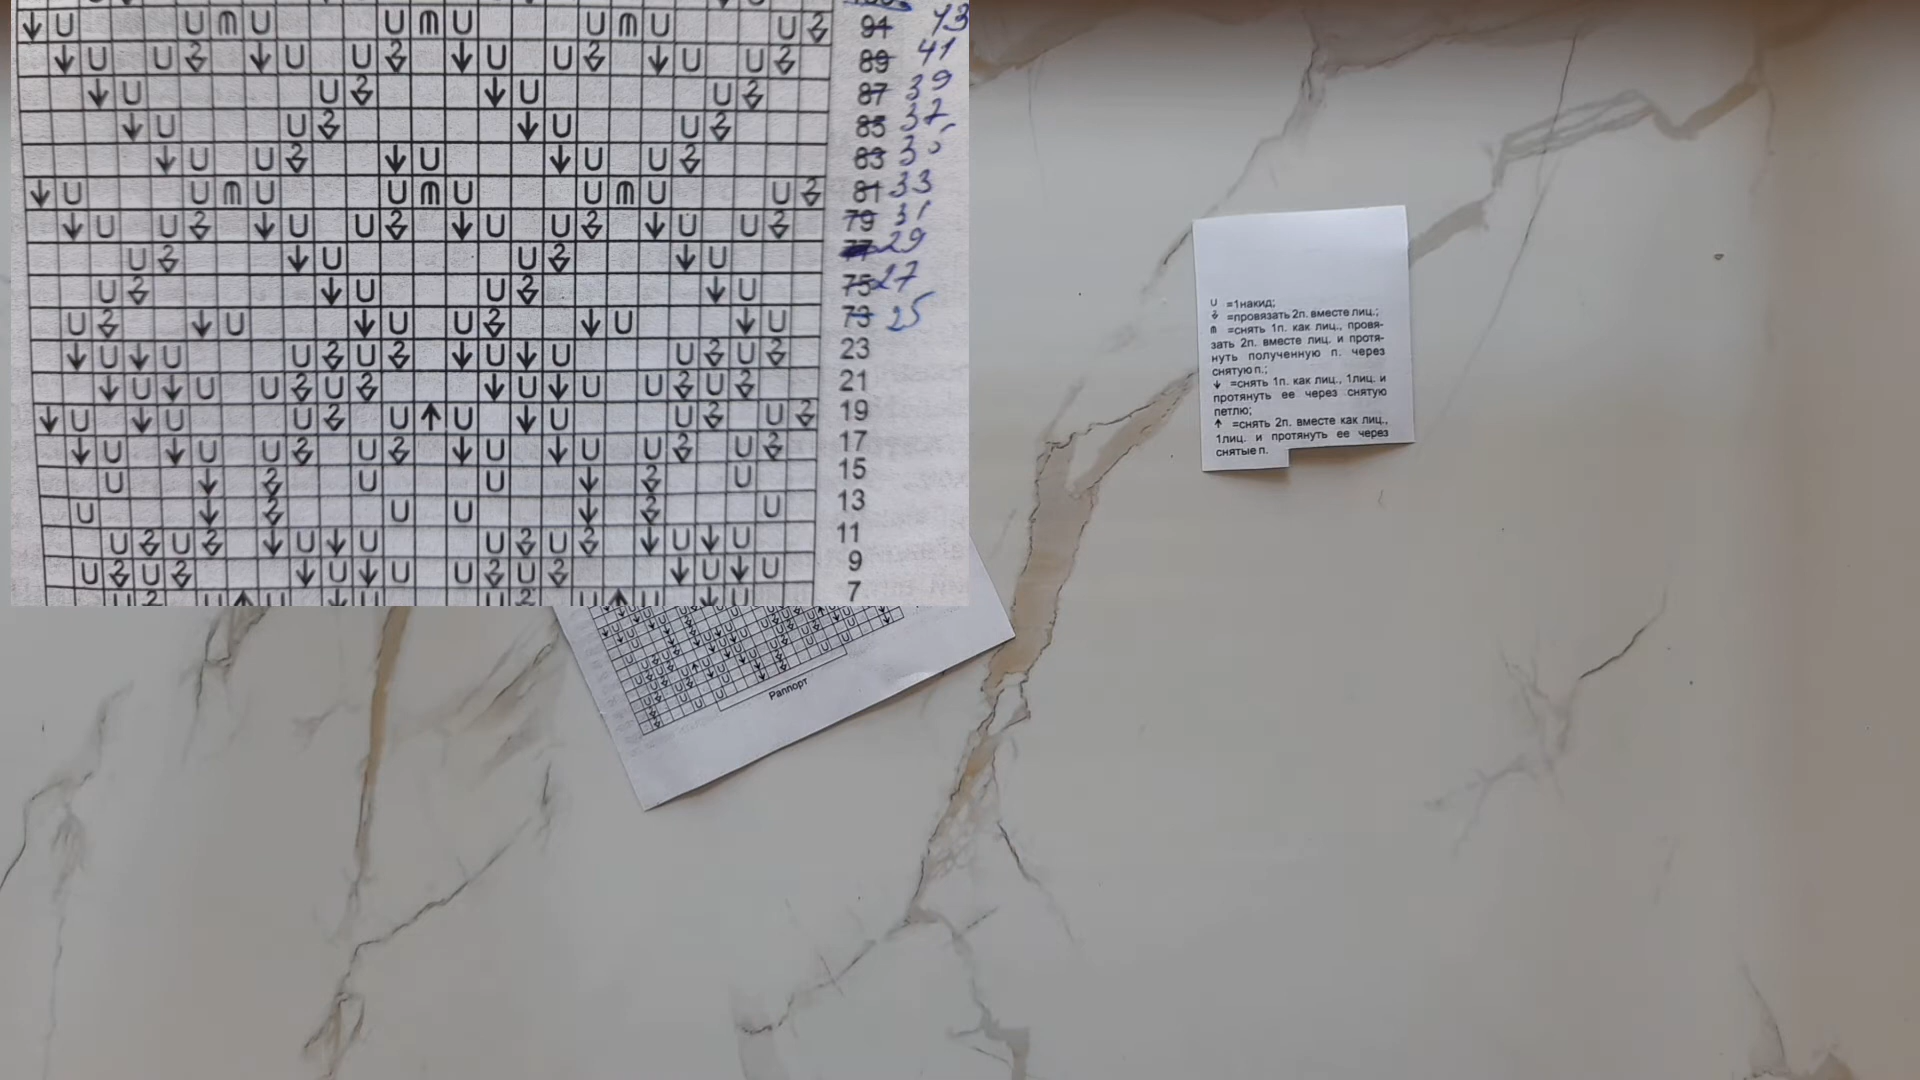 91 43
89 41
87 39
85 37
83
81 33
79 31
29
75 27
73 25
23
21
19
17
15
13
11
9
7
U =1накид;
=провязать 2п. вместе лиц.;
m =снять 1п. как лиц., провя-
зать 2п. вместе лиц. и протя-
нуть полученную п. через
снятую п.;
↓ =снять 1п. как лиц., 1лиц. и
протянуть ее через снятую
петлю;
↑ =снять 2п. вместе как лиц.,
1лиц. и протянуть ее через
снятые п.
Раппорт